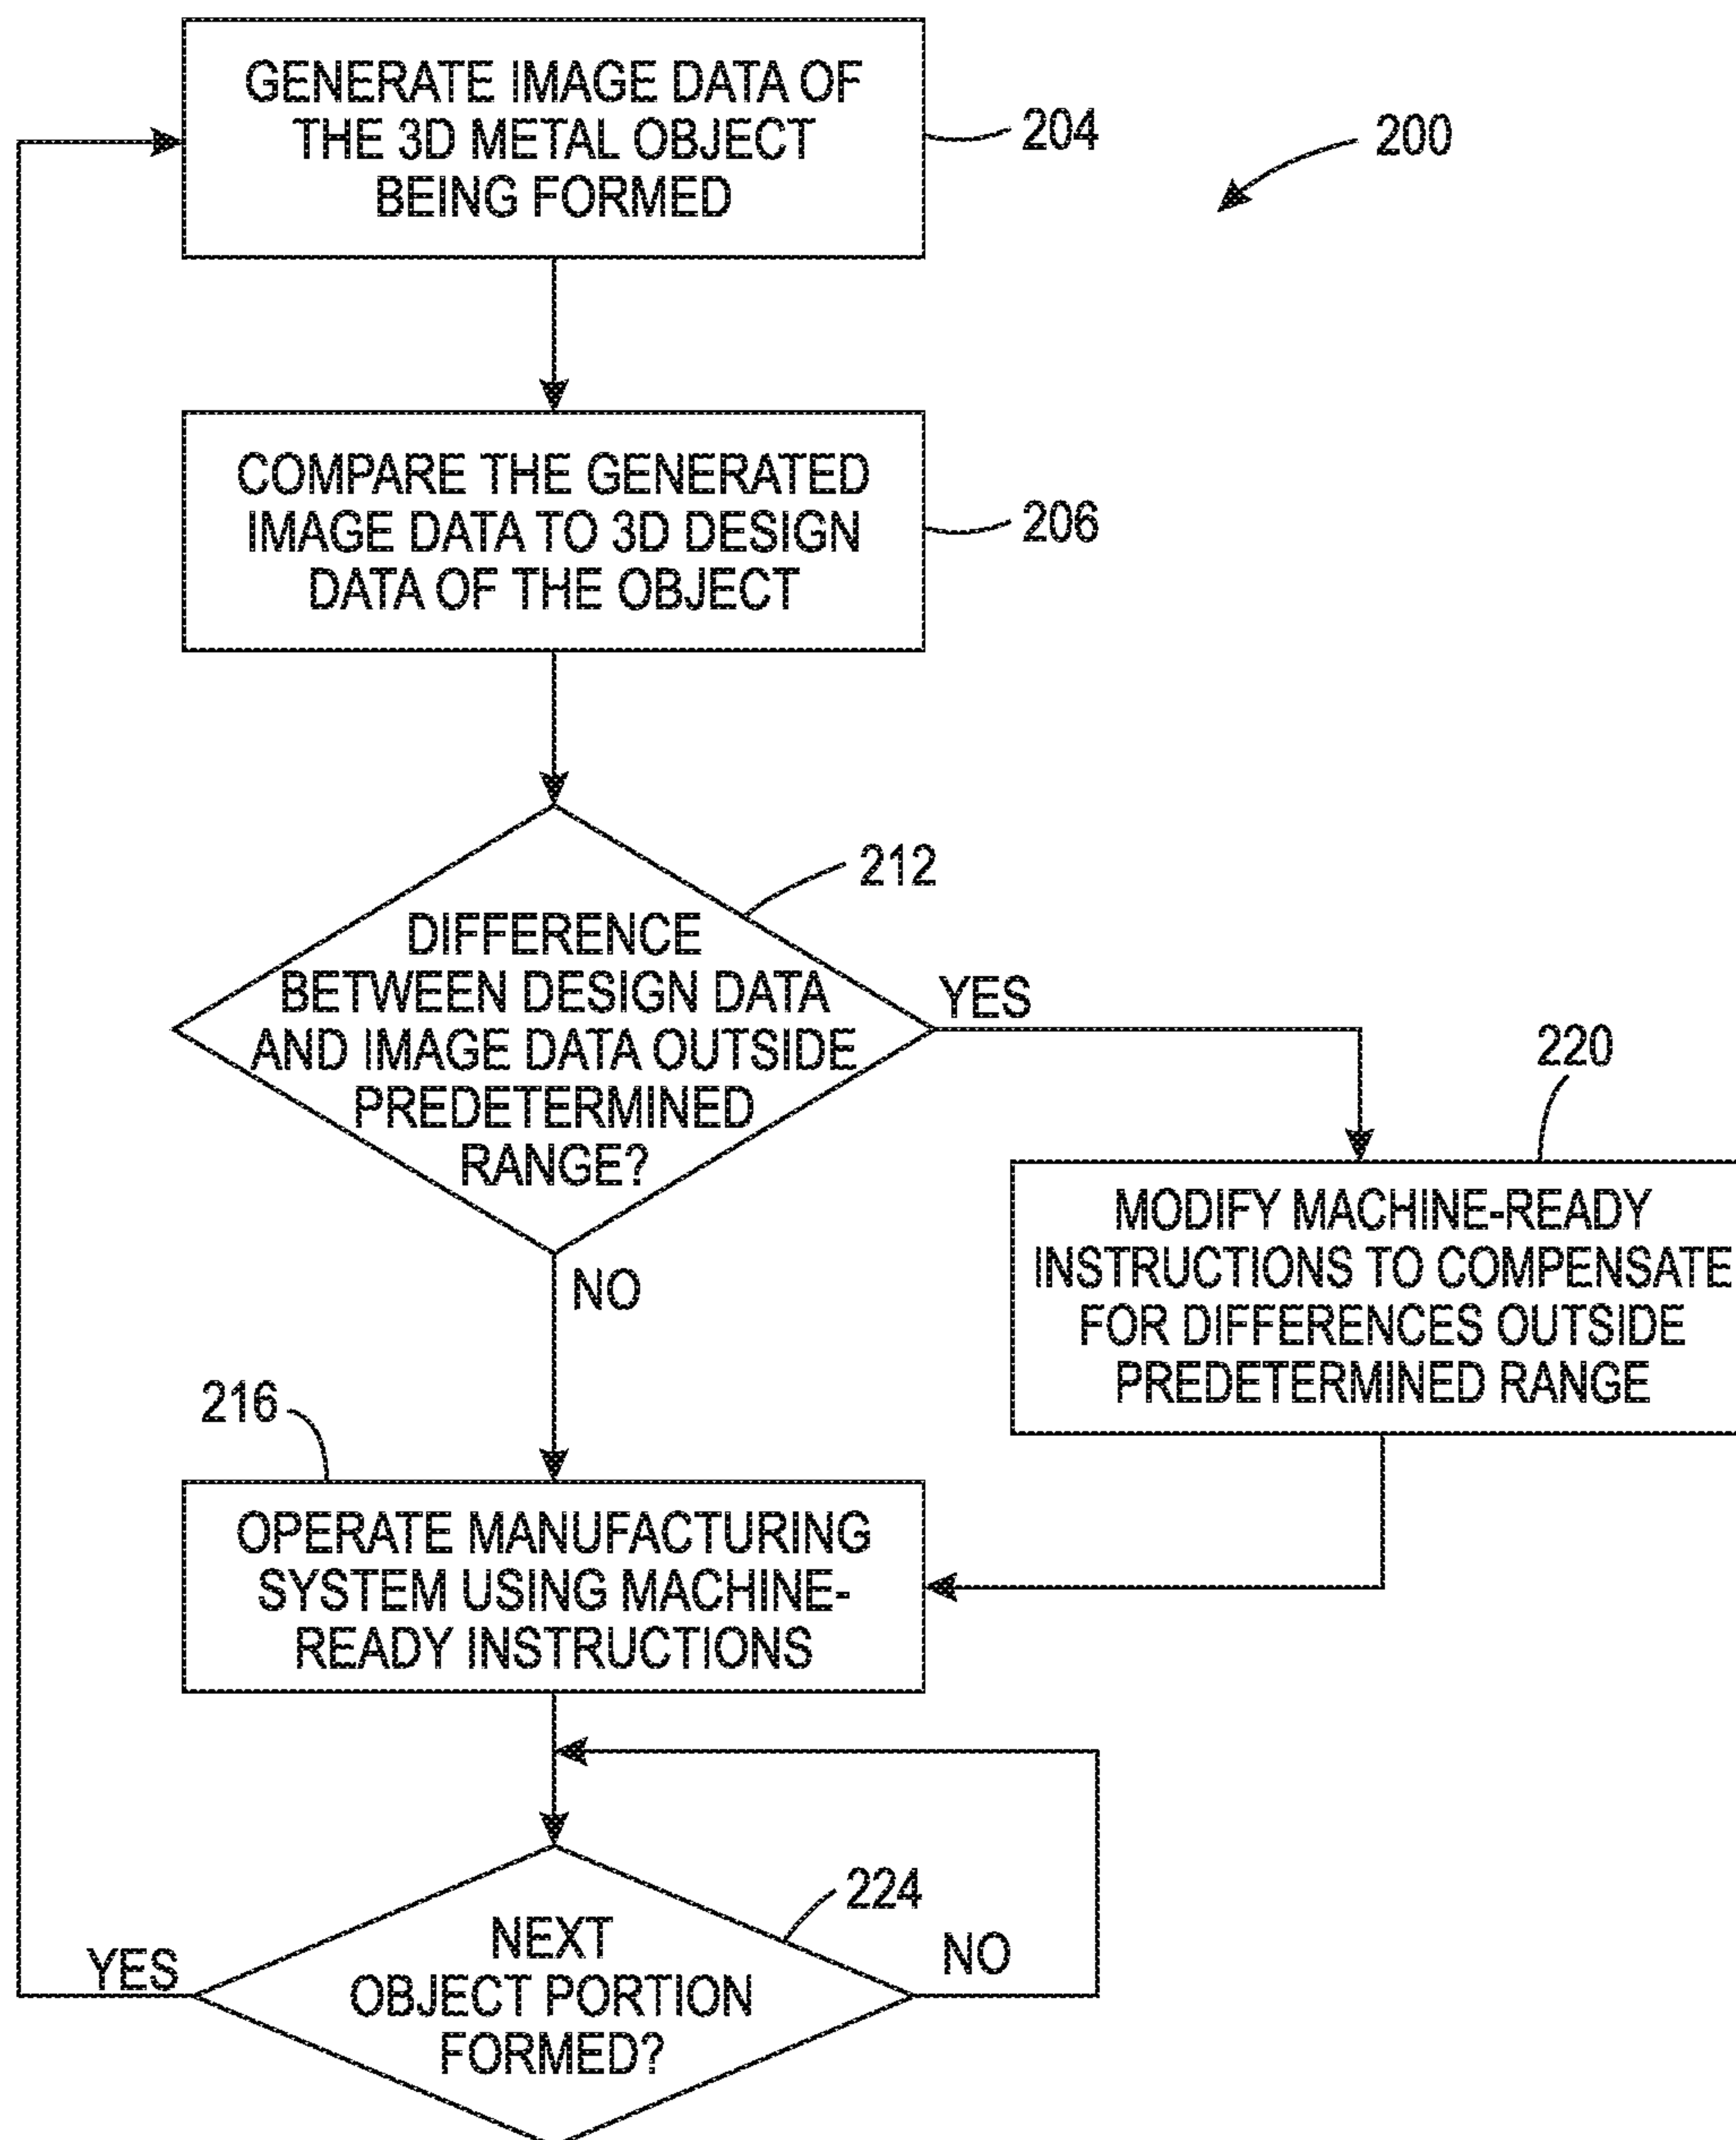 GENERATE IMAGE DATA OF
THE 3D METAL OBJECT
BEING FORMED
204
200
COMPARE THE GENERATED
IMAGE DATA TO 3D DESIGN
DATA OF THE OBJECT
206
212
DIFFERENCE
BETWEEN DESIGN DATA
AND IMAGE DATA OUTSIDE
PREDETERMINED
RANGE?
YES
NO
220
MODIFY MACHINE-READY
INSTRUCTIONS TO COMPENSATE
FOR DIFFERENCES OUTSIDE
PREDETERMINED RANGE
216
OPERATE MANUFACTURING
SYSTEM USING MACHINE-
READY INSTRUCTIONS
224
NEXT
OBJECT PORTION
FORMED?
YES
NO